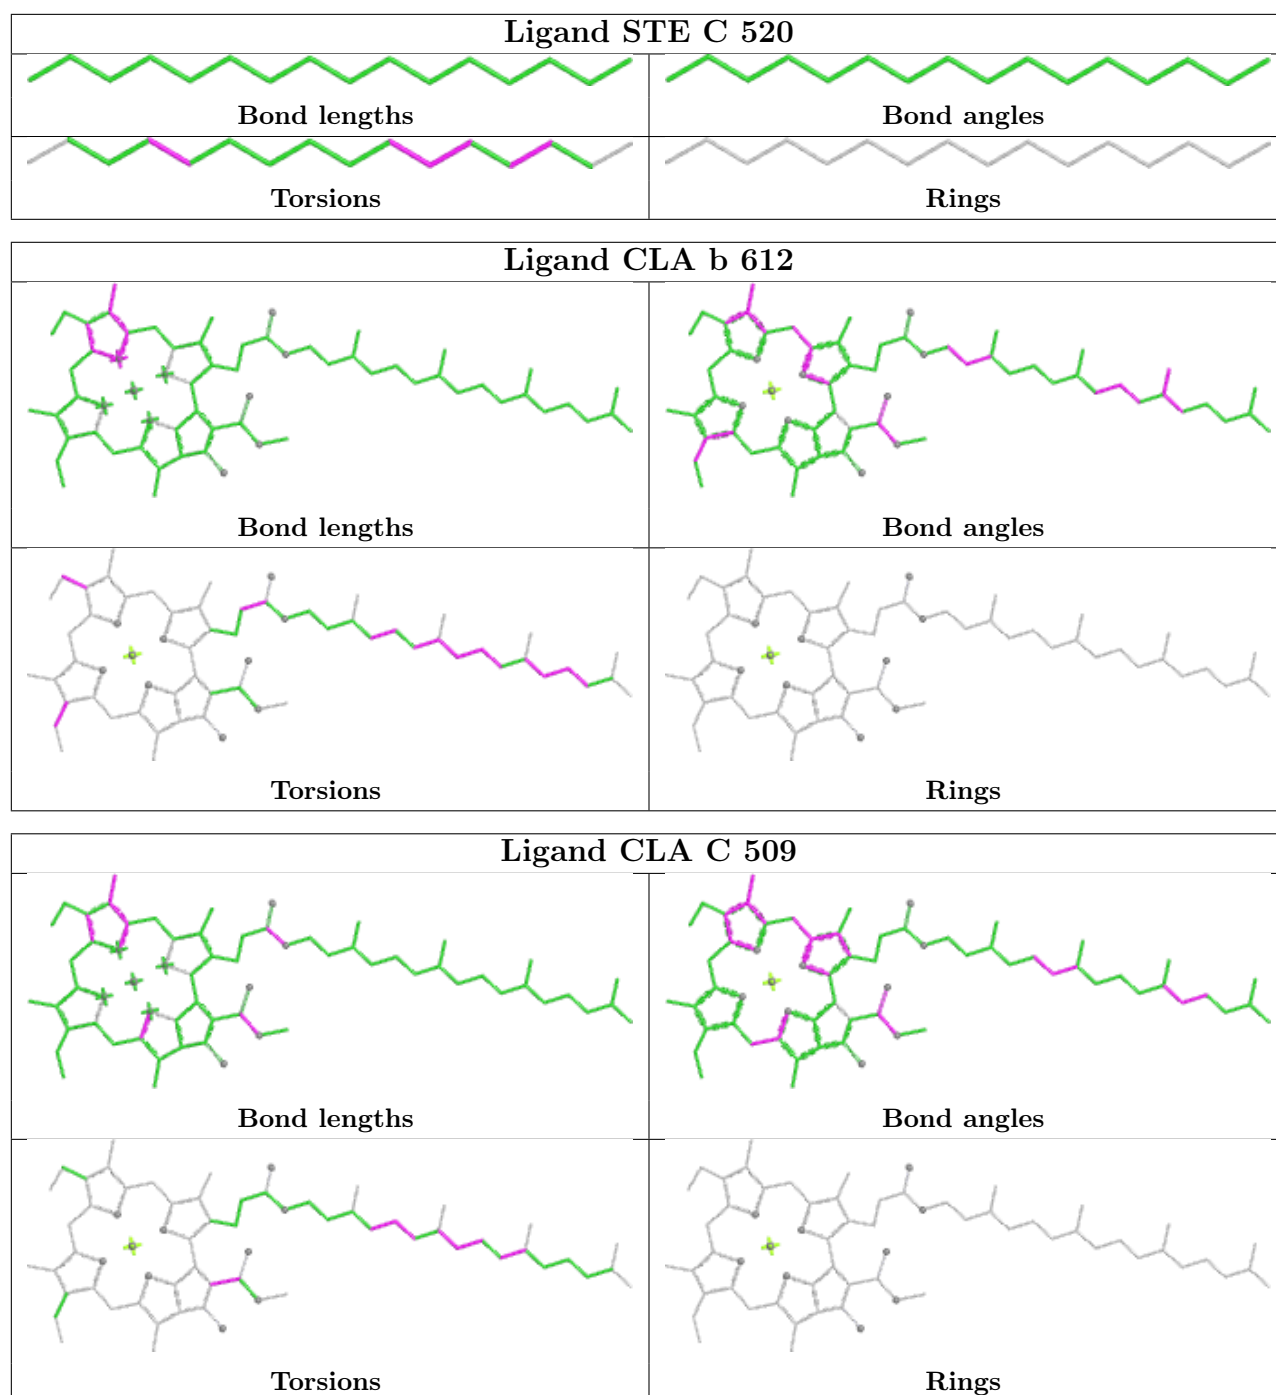 Ligand STE C 520
Bond lengths
Bond angles
Torsions
Rings
Ligand CLA b 612
Bond lengths
Bond angles
Torsions
Rings
Ligand CLA C 509
Bond lengths
Bond angles
Torsions
Rings